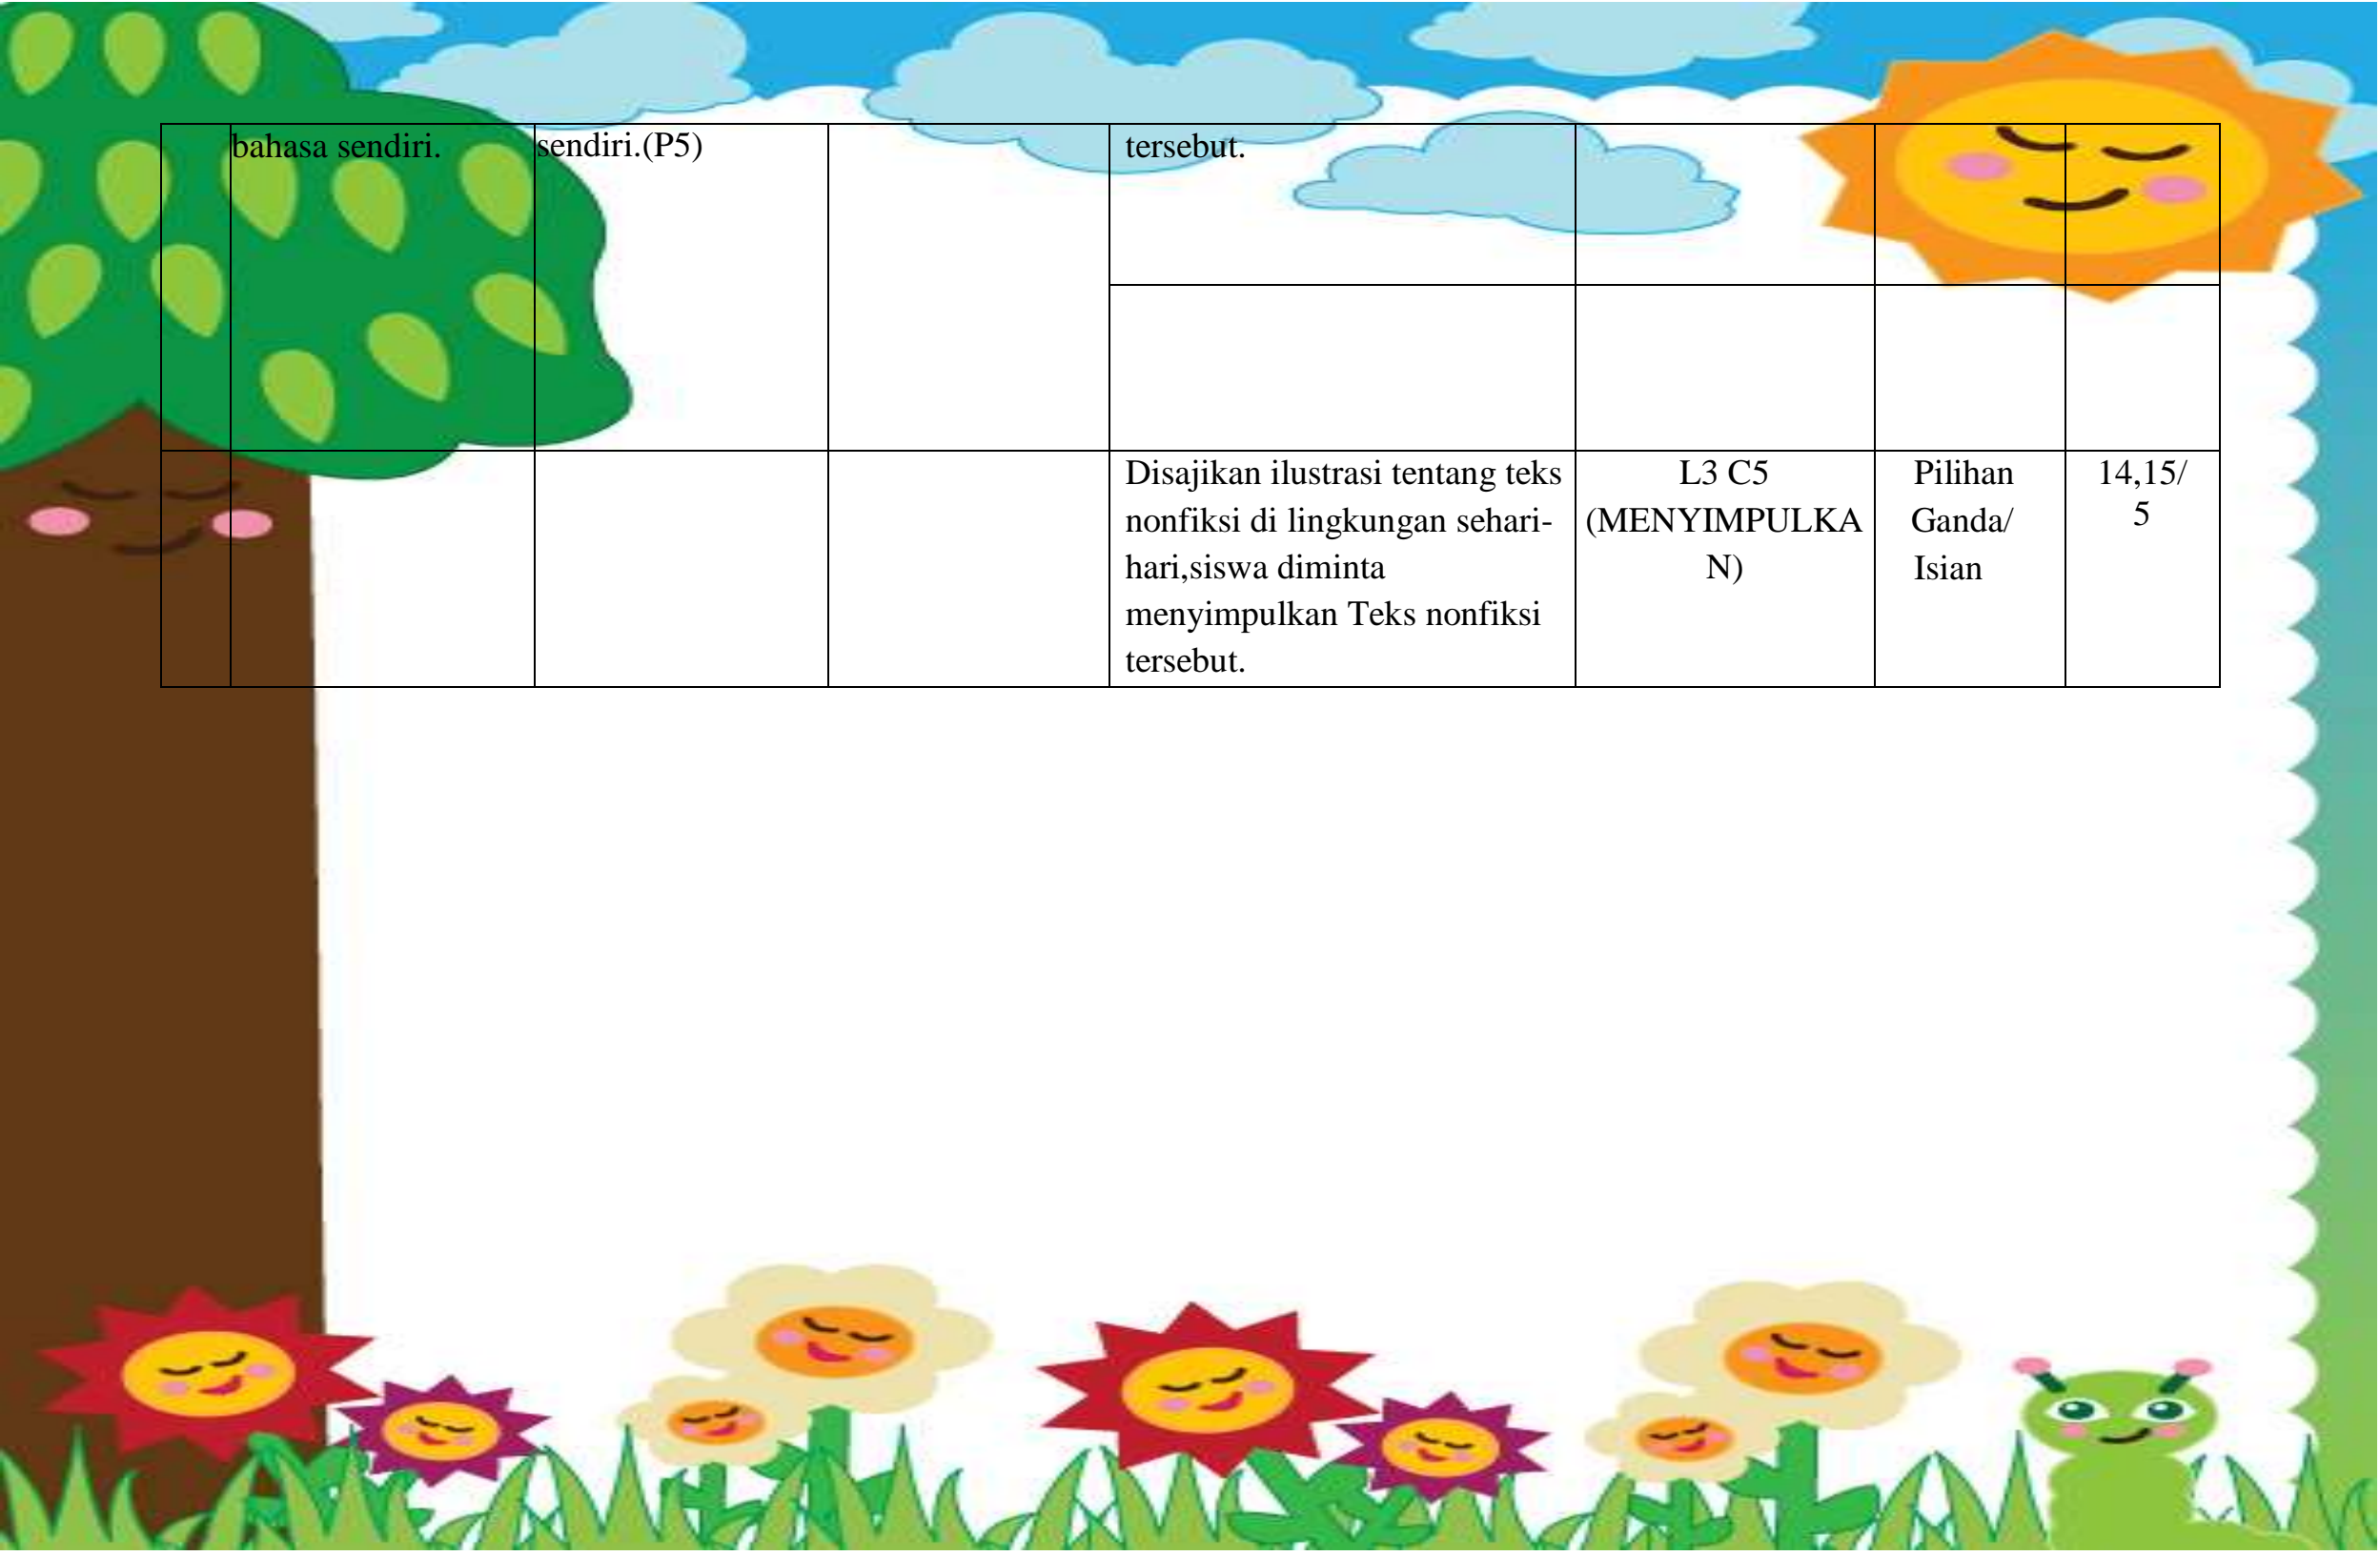 bahasa sendiri.
sendiri.(P5)
tersebut.
Disajikan ilustrasi tentang teks
nonfiksi di lingkungan sehari-
hari,siswa diminta
menyimpulkan Teks nonfiksi
tersebut.
L3 C5
(MENYIMPULKA
N)
Pilihan
Ganda/
Isian
14,15/
5